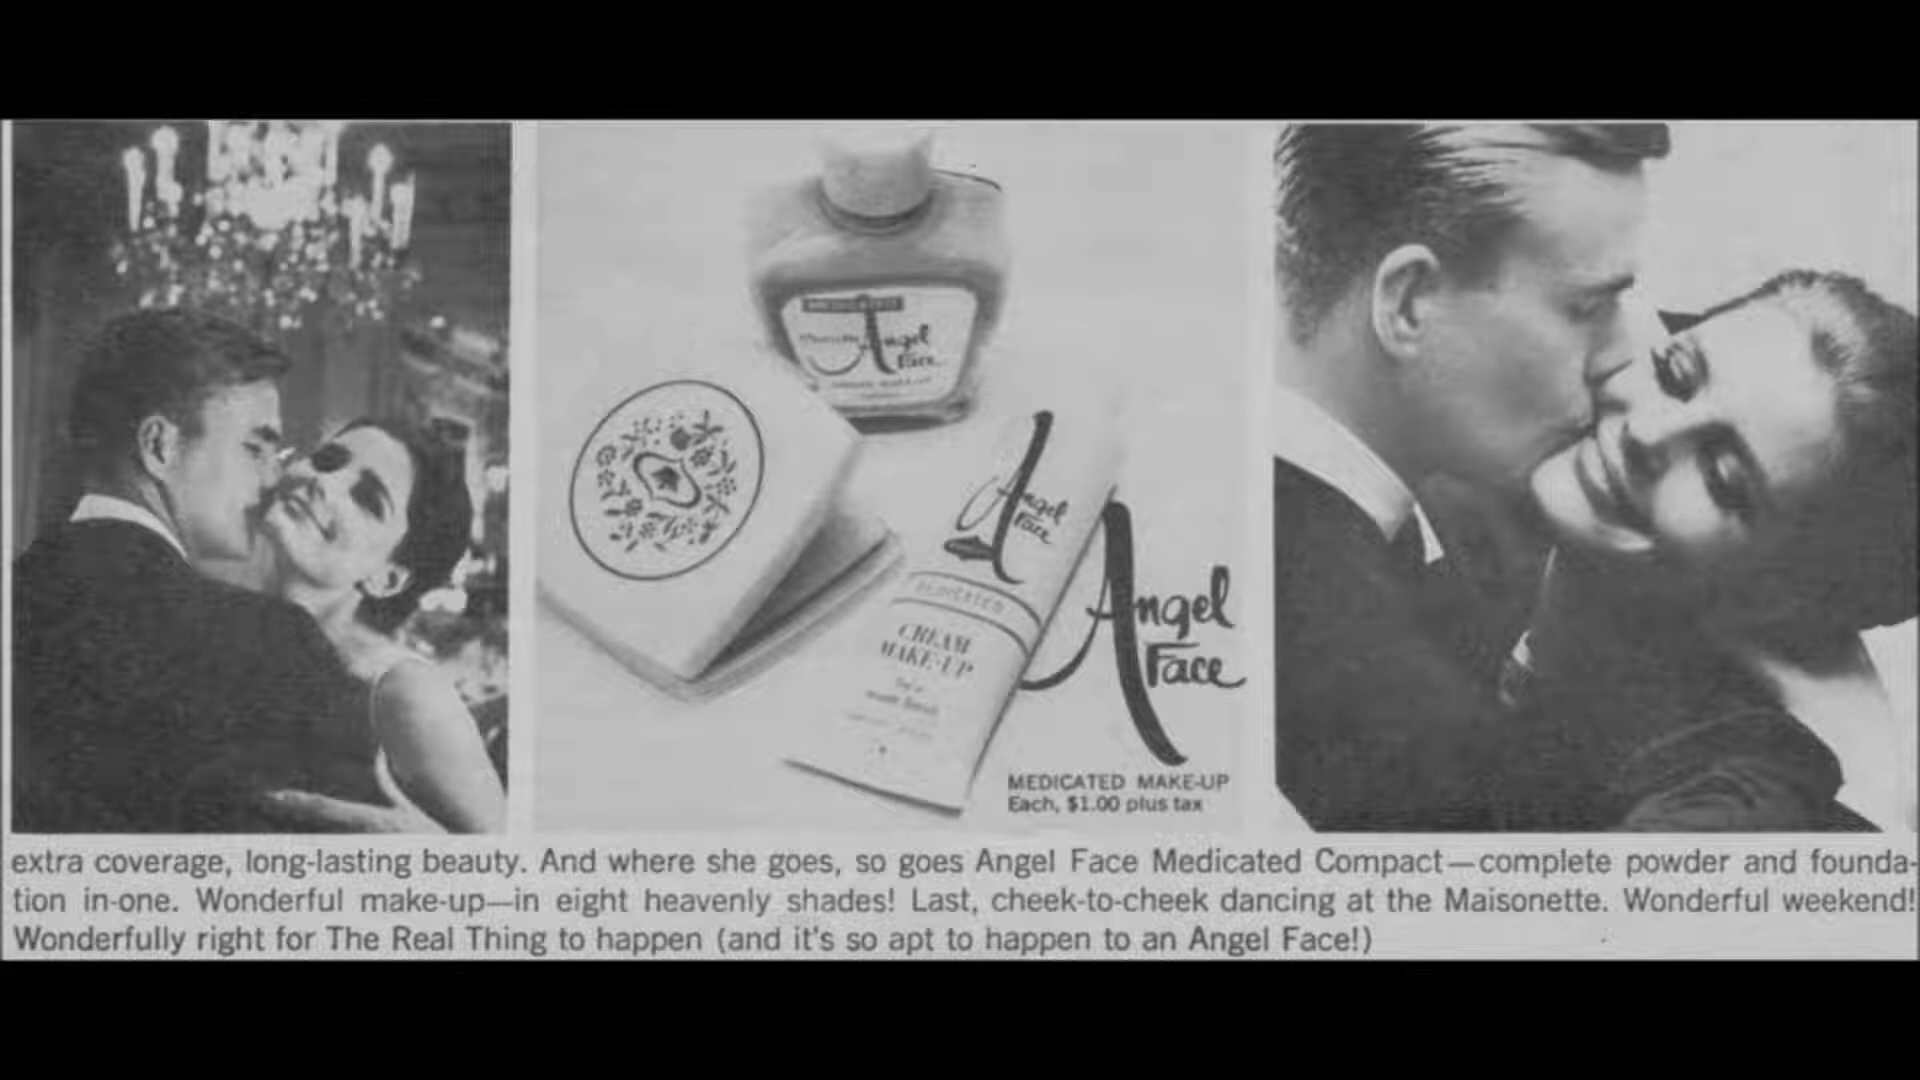 Angel
Face
Angel
Face
MEDICATED
CREAM
MAKE-UP
Angel
Face
MEDICATED MAKE-UP
Each, $1.00 plus tax
extra coverage, long-lasting beauty. And where she goes, so goes Angel Face Medicated Compact—complete powder and founda-
tion in-one. Wonderful make-up—in eight heavenly shades! Last, cheek-to-cheek dancing at the Maisonette. Wonderful weekend!
Wonderfully right for The Real Thing to happen (and it's so apt to happen to an Angel Face!)